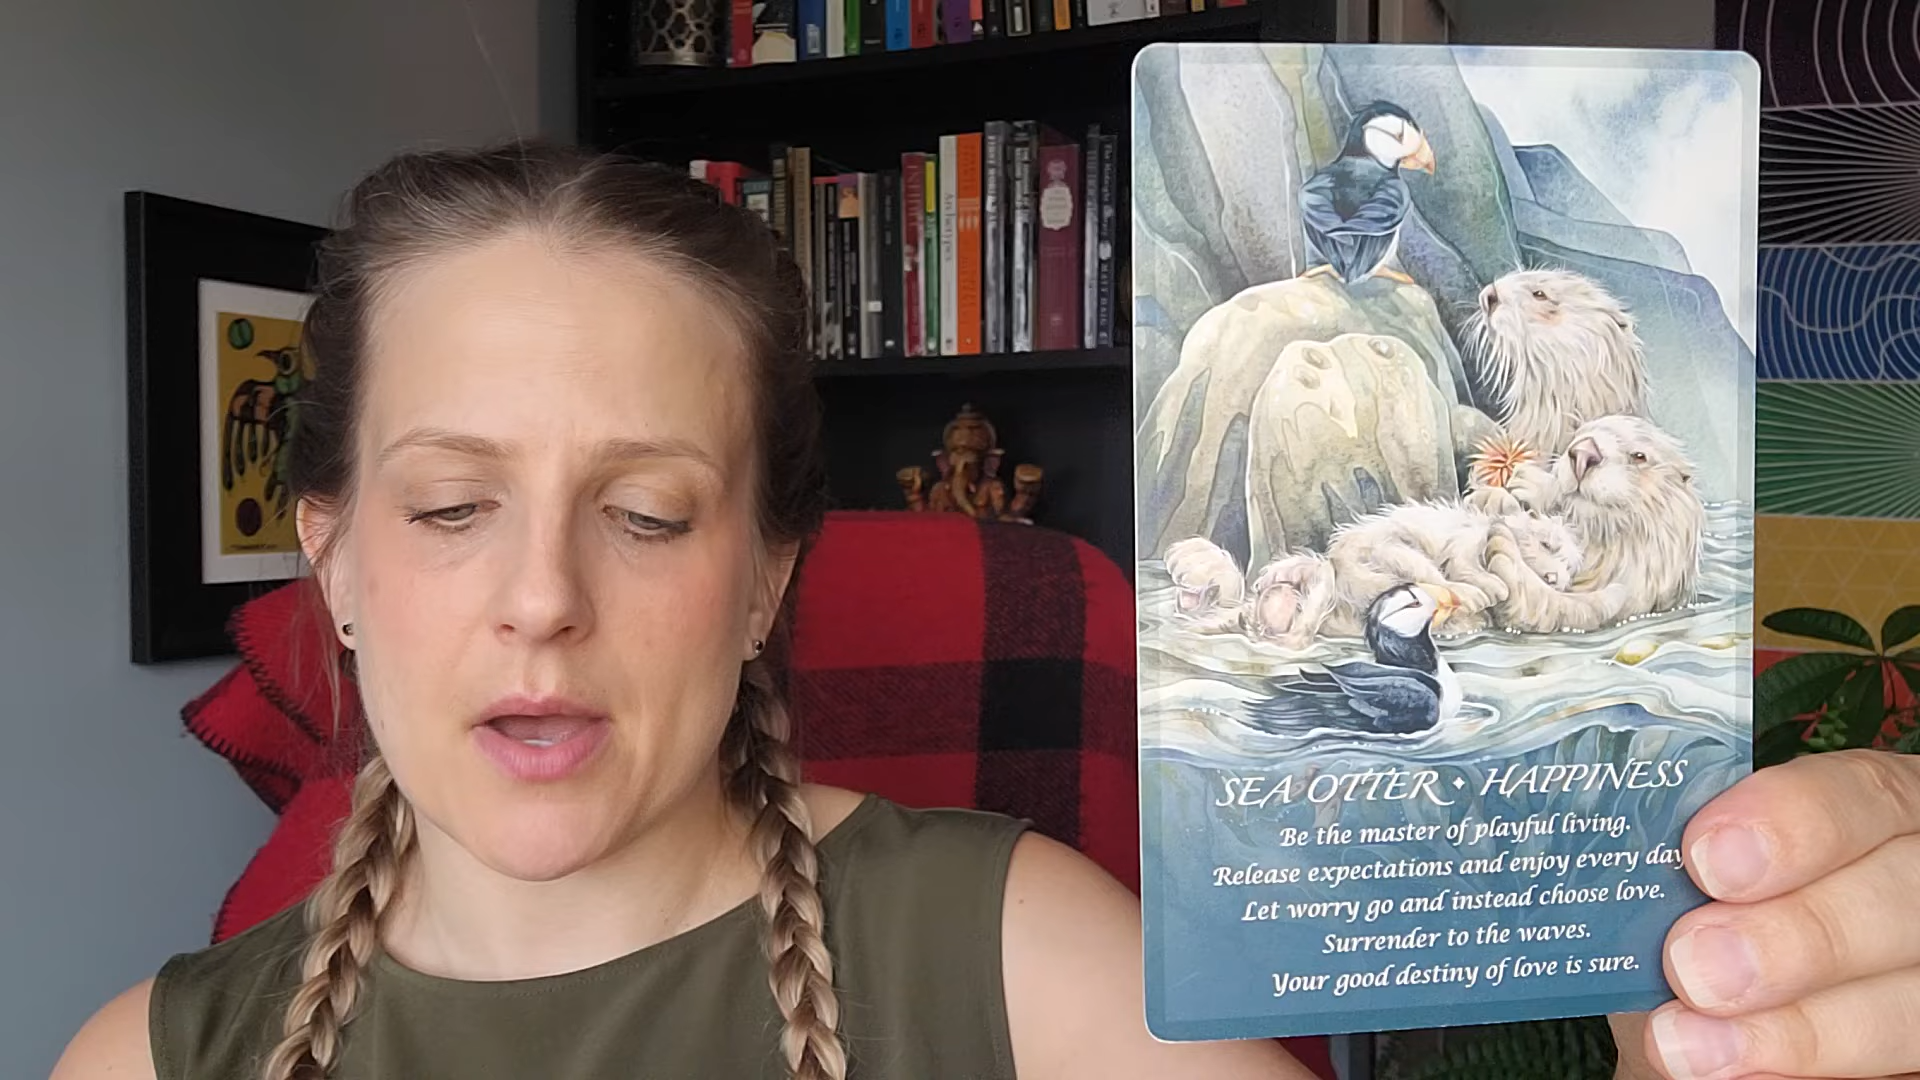 SEA OTTER • HAPPINESS
Be the master of playful living.
Release expectations and enjoy every day
Let worry go and instead choose love.
Surrender to the waves.
Your good destiny of love is sure.